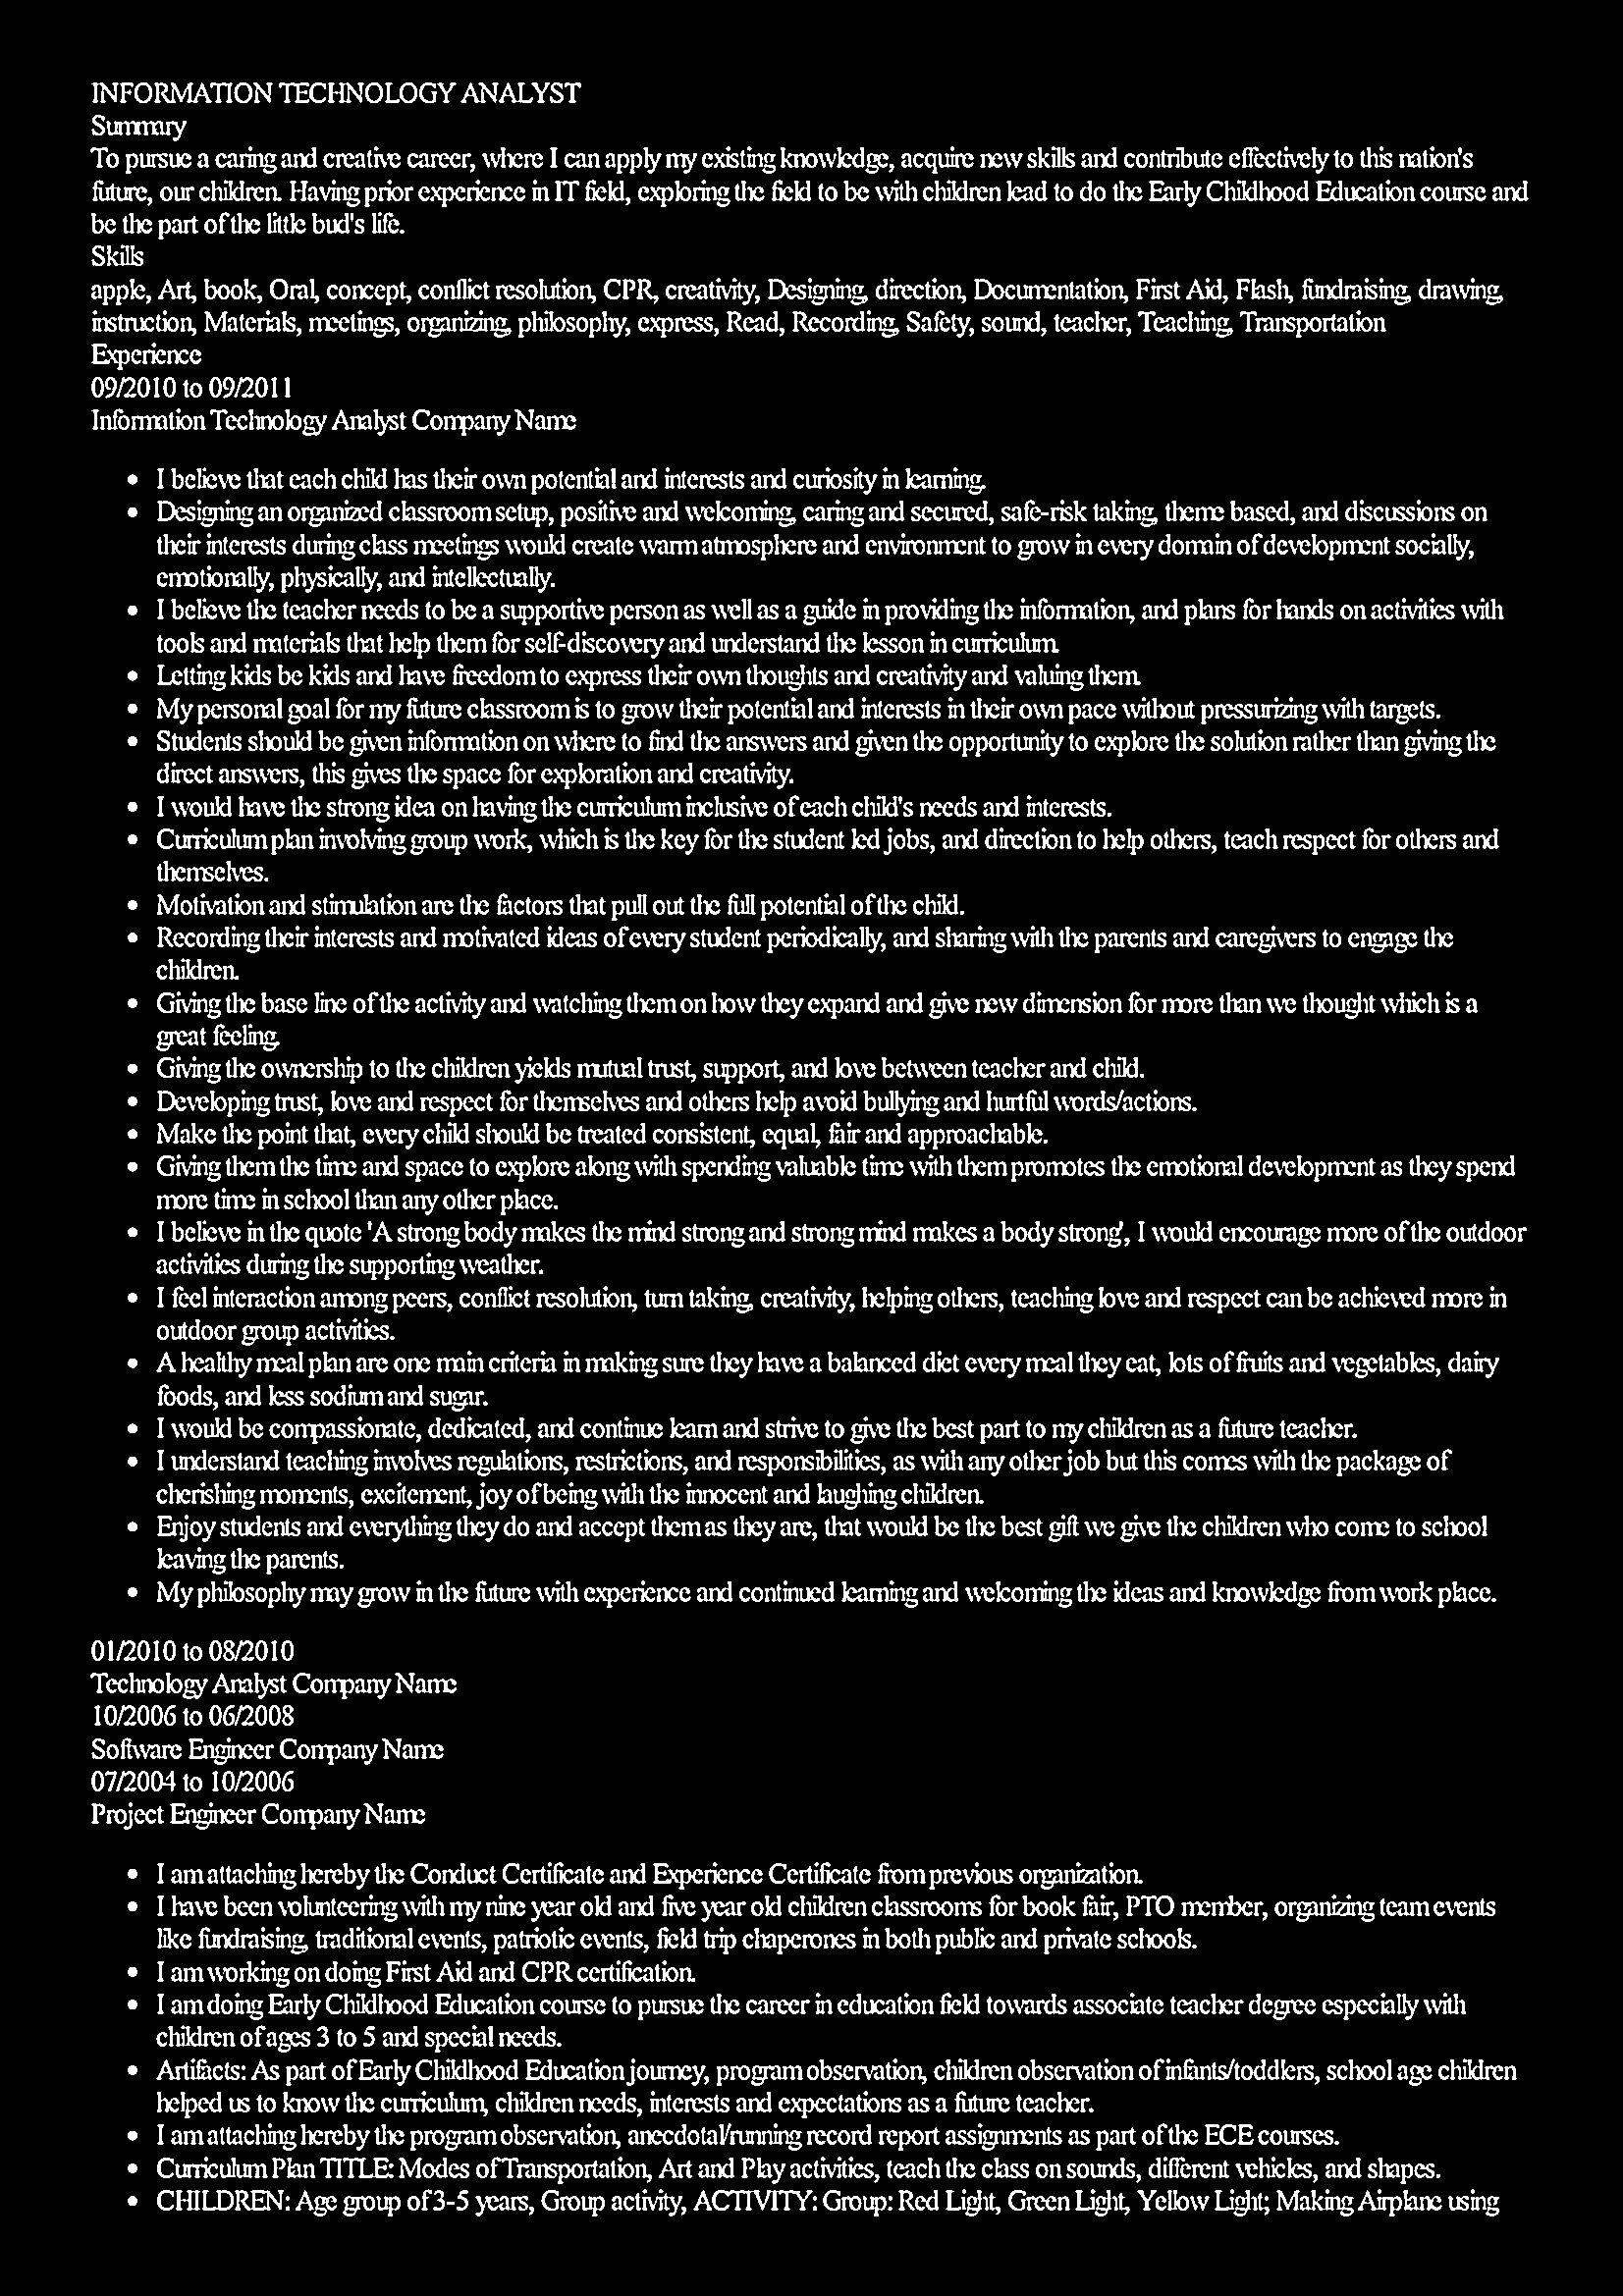 INFORMATION TECHNOLOGY ANALYST
Summary
To pursue a caring and creative career, where I can apply my existing knowledge, acquire new skills and contribute effectively to this nation's
future, our children. Having prior experience in IT field, exploring the field to be with children lead to do the Early Childhood Education course and
be the part of the little bud's life.
Skills
apple, Art, book, Oral, concept, conflict resolution, CPR, creativity, Designing, direction, Documentation, First Aid, Flash, fundraising, drawing,
instruction, Materials, meetings, organizing, philosophy, express, Read, Recording, Safety, sound, teacher, Teaching, Transportation
Experience
09/2010 to 09/2011
Information Technology Analyst Company Name
• I believe that each child has their own potential and interests and curiosity in learning.
• Designing an organized classroom setup, positive and welcoming, caring and secured, safe-risk taking, theme based, and discussions on
their interests during class meetings would create warm atmosphere and environment to grow in every domain of development socially,
emotionally, physically, and intellectually.
• I believe the teacher needs to be a supportive person as well as a guide in providing the information, and plans for hands on activities with
tools and materials that help them for self-discovery and understand the lesson in curriculum.
• Letting kids be kids and have freedom to express their own thoughts and creativity and valuing them.
• My personal goal for my future classroom is to grow their potential and interests in their own pace without pressurizing with targets.
• Students should be given information on where to find the answers and given the opportunity to explore the solution rather than giving the
direct answers, this gives the space for exploration and creativity.
• I would have the strong idea on having the curriculum inclusive of each child's needs and interests.
• Curriculum plan involving group work, which is the key for the student led jobs, and direction to help others, teach respect for others and
themselves.
• Motivation and stimulation are the factors that pull out the full potential of the child.
• Recording their interests and motivated ideas of every student periodically, and sharing with the parents and caregivers to engage the
children.
• Giving the base line of the activity and watching them on how they expand and give new dimension for more than we thought which is a
great feeling.
• Giving the ownership to the children yields mutual trust, support, and love between teacher and child.
• Developing trust, love and respect for themselves and others help avoid bullying and hurtful words/actions.
• Make the point that, every child should be treated consistent, equal, fair and approachable.
• Giving them the time and space to explore along with spending valuable time with them promotes the emotional development as they spend
more time in school than any other place.
• I believe in the quote 'A strong body makes the mind strong and strong mind makes a body strong', I would encourage more of the outdoor
activities during the supporting weather.
• I feel interaction among peers, conflict resolution, turn taking, creativity, helping others, teaching love and respect can be achieved more in
outdoor group activities.
• A healthy meal plan are one main criteria in making sure they have a balanced diet every meal they eat, lots of fruits and vegetables, dairy
foods, and less sodium and sugar.
• I would be compassionate, dedicated, and continue learn and strive to give the best part to my children as a future teacher.
• I understand teaching involves regulations, restrictions, and responsibilities, as with any other job but this comes with the package of
cherishing moments, excitement, joy of being with the innocent and laughing children.
• Enjoy students and everything they do and accept them as they are, that would be the best gift we give the children who come to school
leaving the parents.
• My philosophy may grow in the future with experience and continued learning and welcoming the ideas and knowledge from work place.
01/2010 to 08/2010
Technology Analyst Company Name
10/2006 to 06/2008
Software Engineer Company Name
07/2004 to 10/2006
Project Engineer Company Name
• I am attaching hereby the Conduct Certificate and Experience Certificate from previous organization.
• I have been volunteering with my nine year old and five year old children classrooms for book fair, PTO member, organizing team events
like fundraising, traditional events, patriotic events, field trip chaperones in both public and private schools.
• I am working on doing First Aid and CPR certification.
• I am doing Early Childhood Education course to pursue the career in education field towards associate teacher degree especially with
children of ages 3 to 5 and special needs.
• Artifacts: As part of Early Childhood Education journey, program observation, children observation of infants/toddlers, school age children
helped us to know the curriculum, children needs, interests and expectations as a future teacher.
• I am attaching hereby the program observation, anecdotal/running record report assignments as part of the ECE courses.
• Curriculum Plan TITLE: Modes of Transportation, Art and Play activities, teach the class on sounds, different vehicles, and shapes.
• CHILDREN: Age group of 3-5 years, Group activity, ACTIVITY: Group: Red Light, Green Light, Yellow Light; Making Airplane using